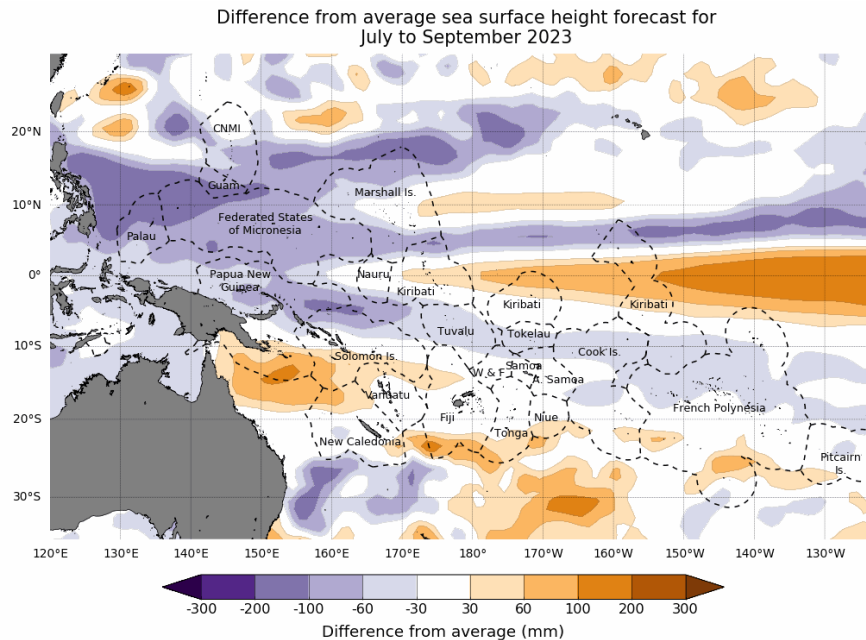 Difference from average sea surface height forecast for
July to September 2023
CNMI
Guam
Marshall Is.
Federated States
of Micronesia
Palau
Papua New
Guinea
Nauru
Kiribati
Kiribati
Kiribati
Tuvalu
Tokelau
Solomon Is.
Cook Is.
Samoa
W & F
A. Samoa
Vanuatu
Fiji
Niue
French Polynesia
Tonga
New Caledonia
Pitcairn
Is.
20°N
10°N
0°
10°S
20°S
30°S
120°E 130°E 140°E 150°E 160°E 170°E 180° 170°W 160°W 150°W 140°W 130°W
-300 -200 -100 -60 -30 30 60 100 200 300
Difference from average (mm)